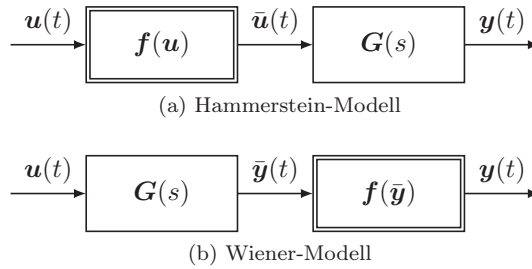 u(t) f(u) ū(t) G(s) y(t)
(a) Hammerstein-Modell
u(t) G(s) ȳ(t) f(ȳ) y(t)
(b) Wiener-Modell